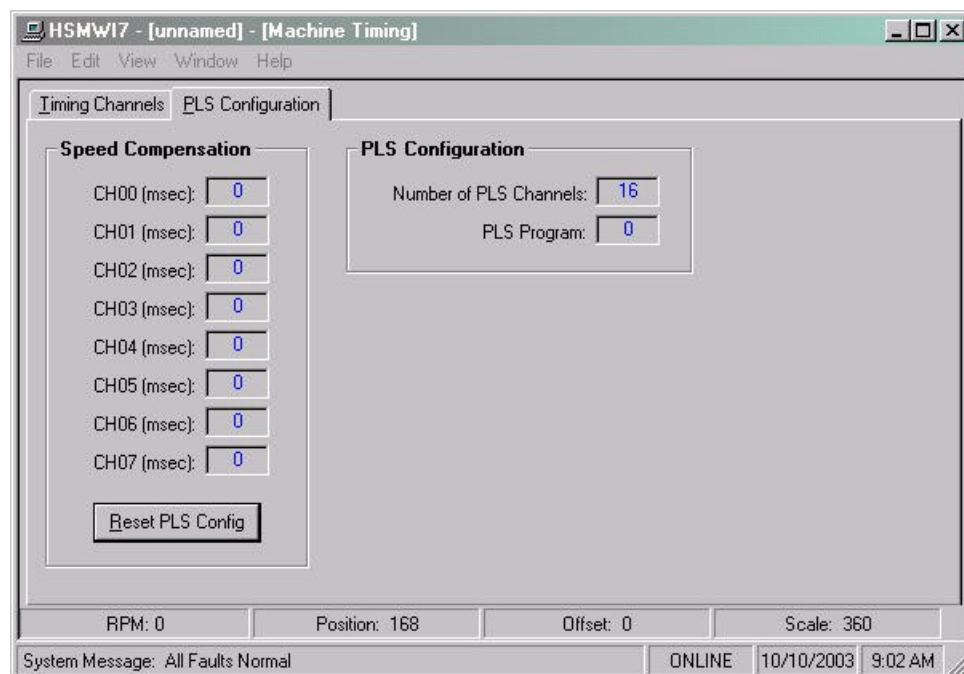 HSMWI7 - [unnamed] - [Machine Timing]
File Edit View Window Help
Timing Channels PLS Configuration
Speed Compensation
CH00 (msec): 0
CH01 (msec): 0
CH02 (msec): 0
CH03 (msec): 0
CH04 (msec): 0
CH05 (msec): 0
CH06 (msec): 0
CH07 (msec): 0
Reset PLS Config
PLS Configuration
Number of PLS Channels: 16
PLS Program: 0
RPM: 0 Position: 168 Offset: 0 Scale: 360
System Message: All Faults Normal ONLINE 10/10/2003 9:02 AM